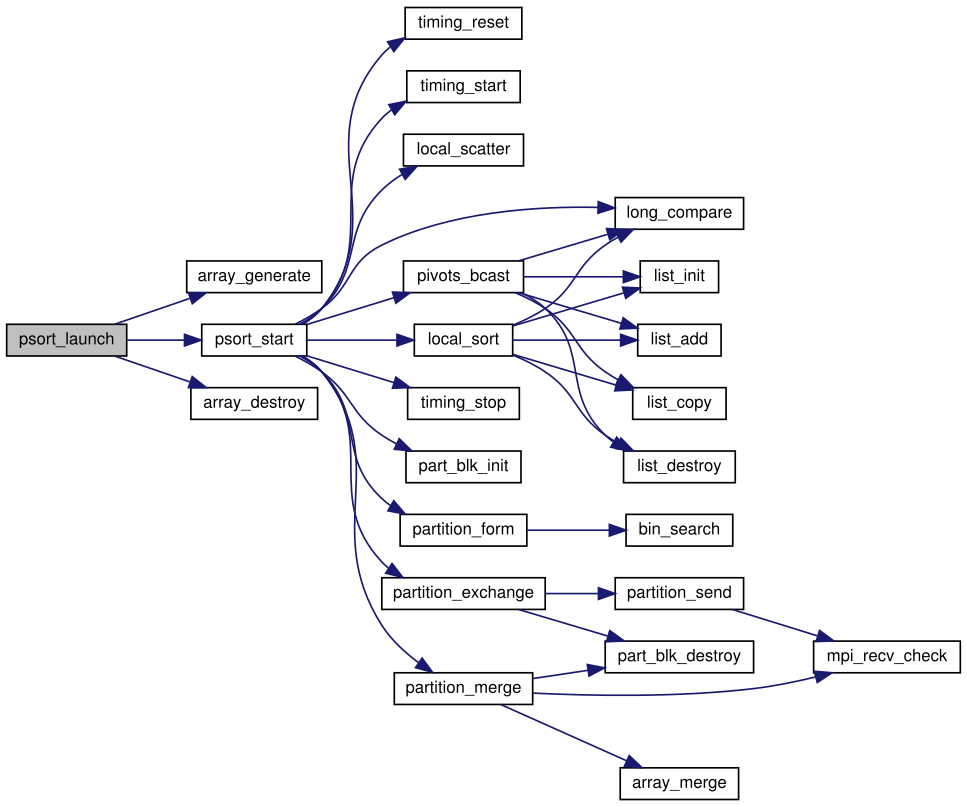 timing_reset
timing_start
local_scatter
long_compare
array_generate
pivots_bcast
list_init
psort_launch
psort_start
local_sort
list_add
array_destroy
timing_stop
list_copy
part_blk_init
list_destroy
partition_form
bin_search
partition_exchange
partition_send
part_blk_destroy
mpi_recv_check
partition_merge
array_merge